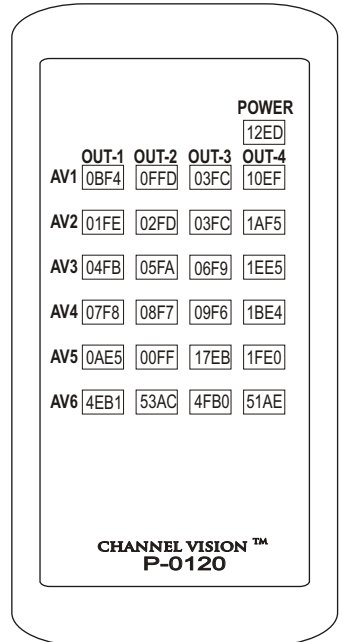 POWER
12ED
OUT-1 OUT-2 OUT-3 OUT-4
AV1 0BF4 0FFD 03FC 10EF
AV2 01FE 02FD 03FC 1AF5
AV3 04FB 05FA 06F9 1EE5
AV4 07F8 08F7 09F6 1BE4
AV5 0AE5 00FF 17EB 1FE0
AV6 4EB1 53AC 4FB0 51AE
CHANNEL VISION ™
P-0120